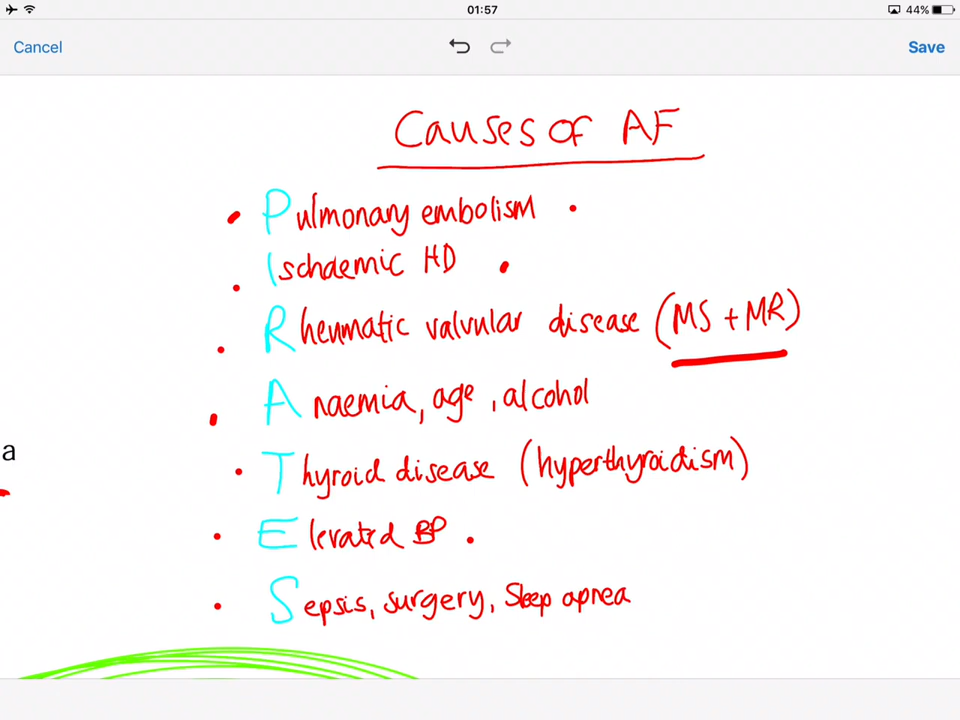 01:57
44%
Cancel
Save
Causes of AF
• Pulmonary embolism •
• Ischaemic HD •
• Rheumatic valvular disease (MS + MR)
• Anaemia, age, alcohol
a
• Thyroid disease (hyperthyroidism)
• Elevated BP •
• Sepsis, surgery, Sleep apnea